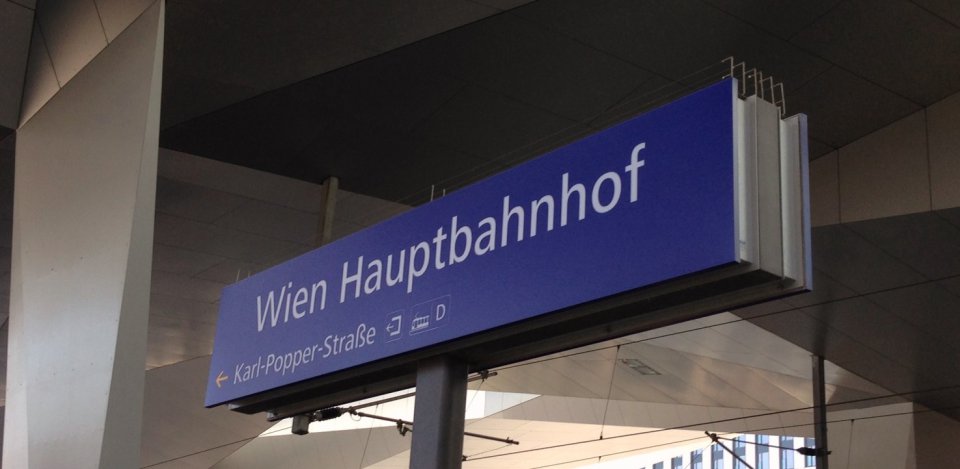 Wien Hauptbahnhof
← Karl-Popper-Straße D